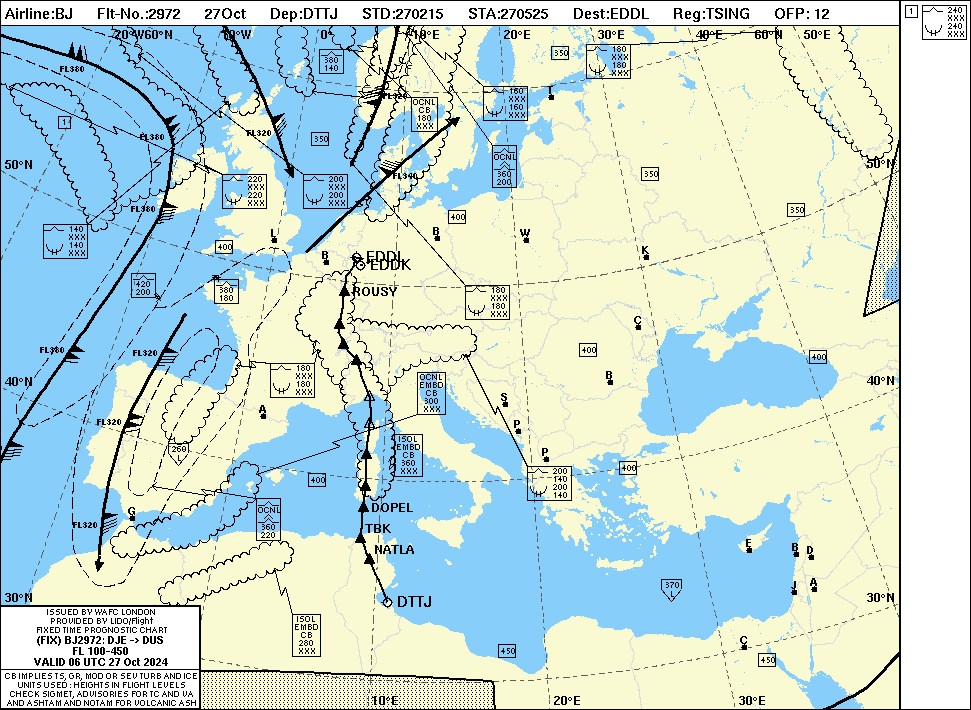 Airline:BJ Flt-No.:2972 27Oct Dep:DTTJ STD:270215 STA:270525 Dest:EDDL Reg:TSING OFP: 12
20°W60°N 10°W 0° 10°E 20°E 30°E 40°E 60°N 50°E
1 240
XXX
240
XXX
FL380
380
140
350
180
XXX
180
XXX
FL320
OCNL
CB
180
XXX
160
XXX
160
XXX
T
1
FL380
FL320
350
50°N
50°N
OCNL
360
200
FL340
350
220
XXX
220
XXX
200
XXX
200
XXX
FL380
400
350
140
XXX
140
XXX
400
L
B
B
W
K
EDDL
EDDK
420
200
380
180
ROUSY
180
XXX
180
XXX
C
FL380
FL320
400
400
40°N
40°N
180
XXX
180
XXX
OCNL
EMBD
CB
300
XXX
B
S
A
P
FL320
260
ISOL
EMBD
CB
360
XXX
P
400
400
200
140
200
140
G
FL320
OCNL
360
220
DOPEL
TBK
NATLA
E
B
D
370
J
A
30°N
30°N
DTTJ
ISOL
EMBD
CB
280
XXX
C
450
450
10°E 20°E 30°E
ISSUED BY WAFC LONDON
PROVIDED BY LIDO/Flight
FIXED TIME PROGNOSTIC CHART
(FIX) BJ2972: DJE -> DUS
FL 100-450
VALID 06 UTC 27 Oct 2024
CB IMPLIES TS, GR, MOD OR SEV TURB AND ICE
UNITS USED : HEIGHTS IN FLIGHT LEVELS
CHECK SIGMET, ADVISORIES FOR TC AND VA
AND ASHTAM AND NOTAM FOR VOLCANIC ASH